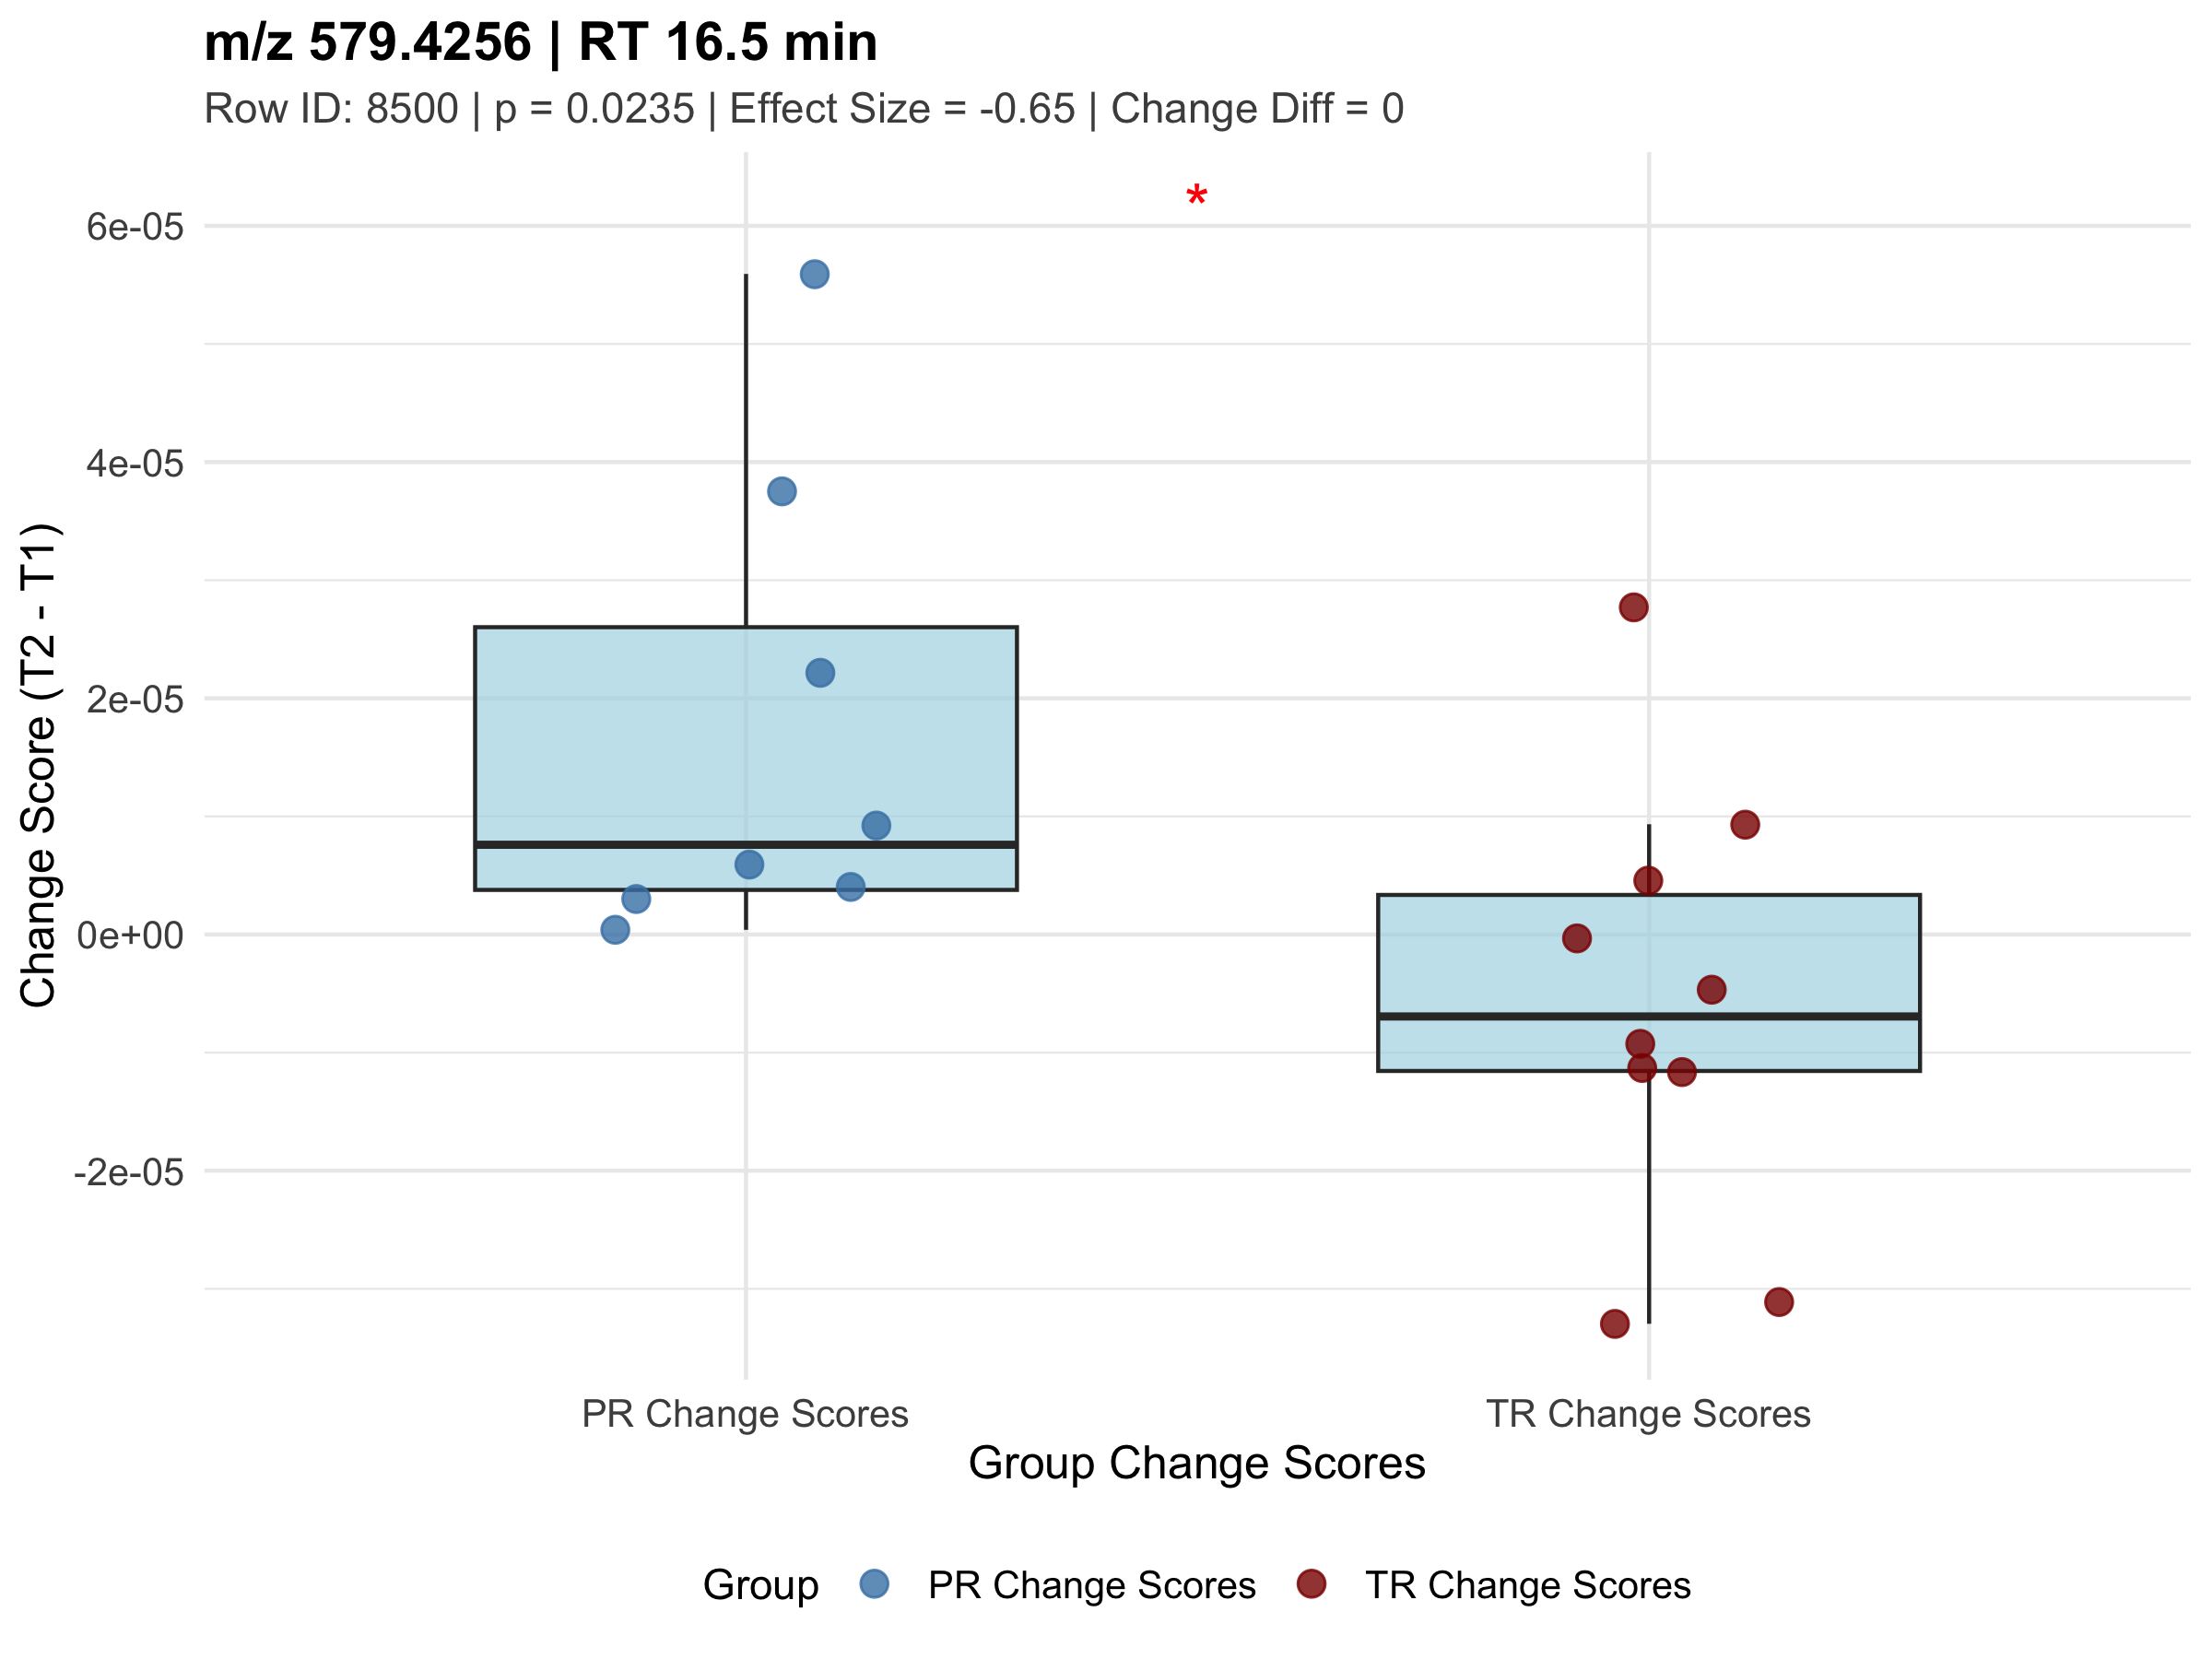 m/z 579.4256 | RT 16.5 min
Row ID: 8500 | p = 0.0235 | Effect Size = -0.65 | Change Diff = 0
*
6e-05
4e-05
2e-05
0e+00
-2e-05
Change Score (T2 - T1)
PR Change Scores
TR Change Scores
Group Change Scores
Group
PR Change Scores
TR Change Scores